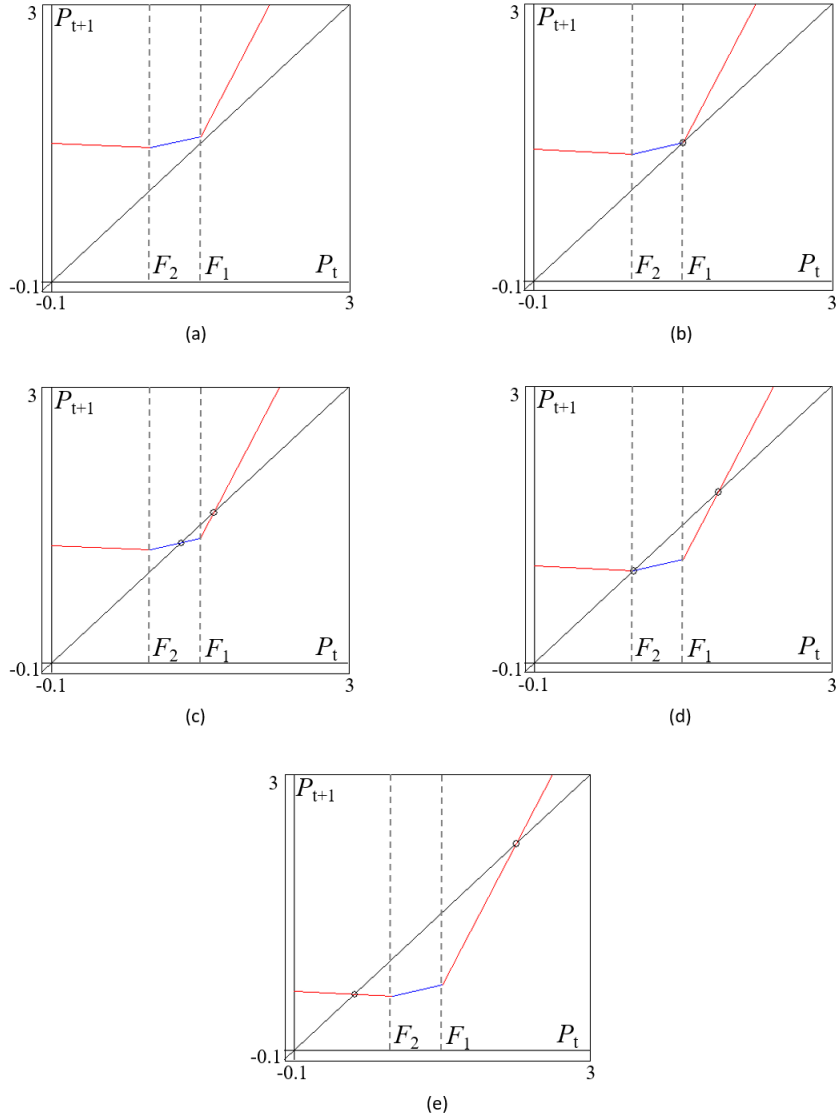 3 P_{t+1}
F_2 F_1 P_t
-0.1
-0.1 3
(a)
3 P_{t+1}
F_2 F_1 P_t
-0.1
-0.1 3
(b)
3 P_{t+1}
F_2 F_1 P_t
-0.1
-0.1 3
(c)
3 P_{t+1}
F_2 F_1 P_t
-0.1
-0.1 3
(d)
3 P_{t+1}
F_2 F_1 P_t
-0.1
-0.1 3
(e)